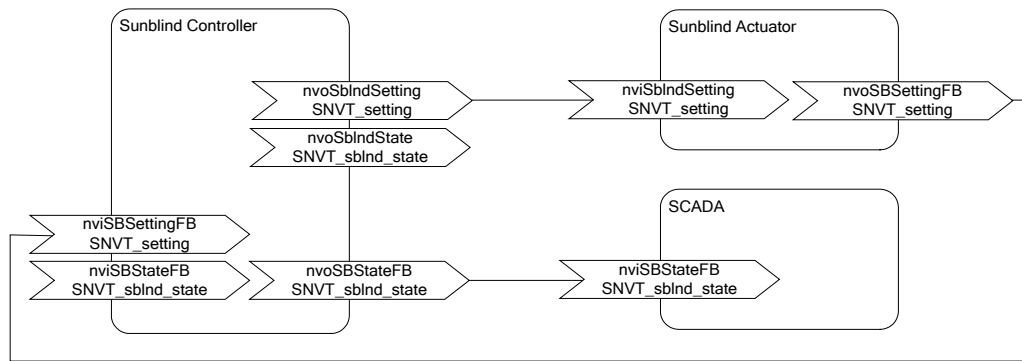 Sunblind Controller
nvoSblndSetting
SNVT_setting
nvoSblndState
SNVT_sblnd_state
nviSBSettingFB
SNVT_setting
nviSBStateFB
SNVT_sblnd_state
nvoSBStateFB
SNVT_sblnd_state
Sunblind Actuator
nviSblndSetting
SNVT_setting
nvoSBSettingFB
SNVT_setting
SCADA
nviSBStateFB
SNVT_sblnd_state